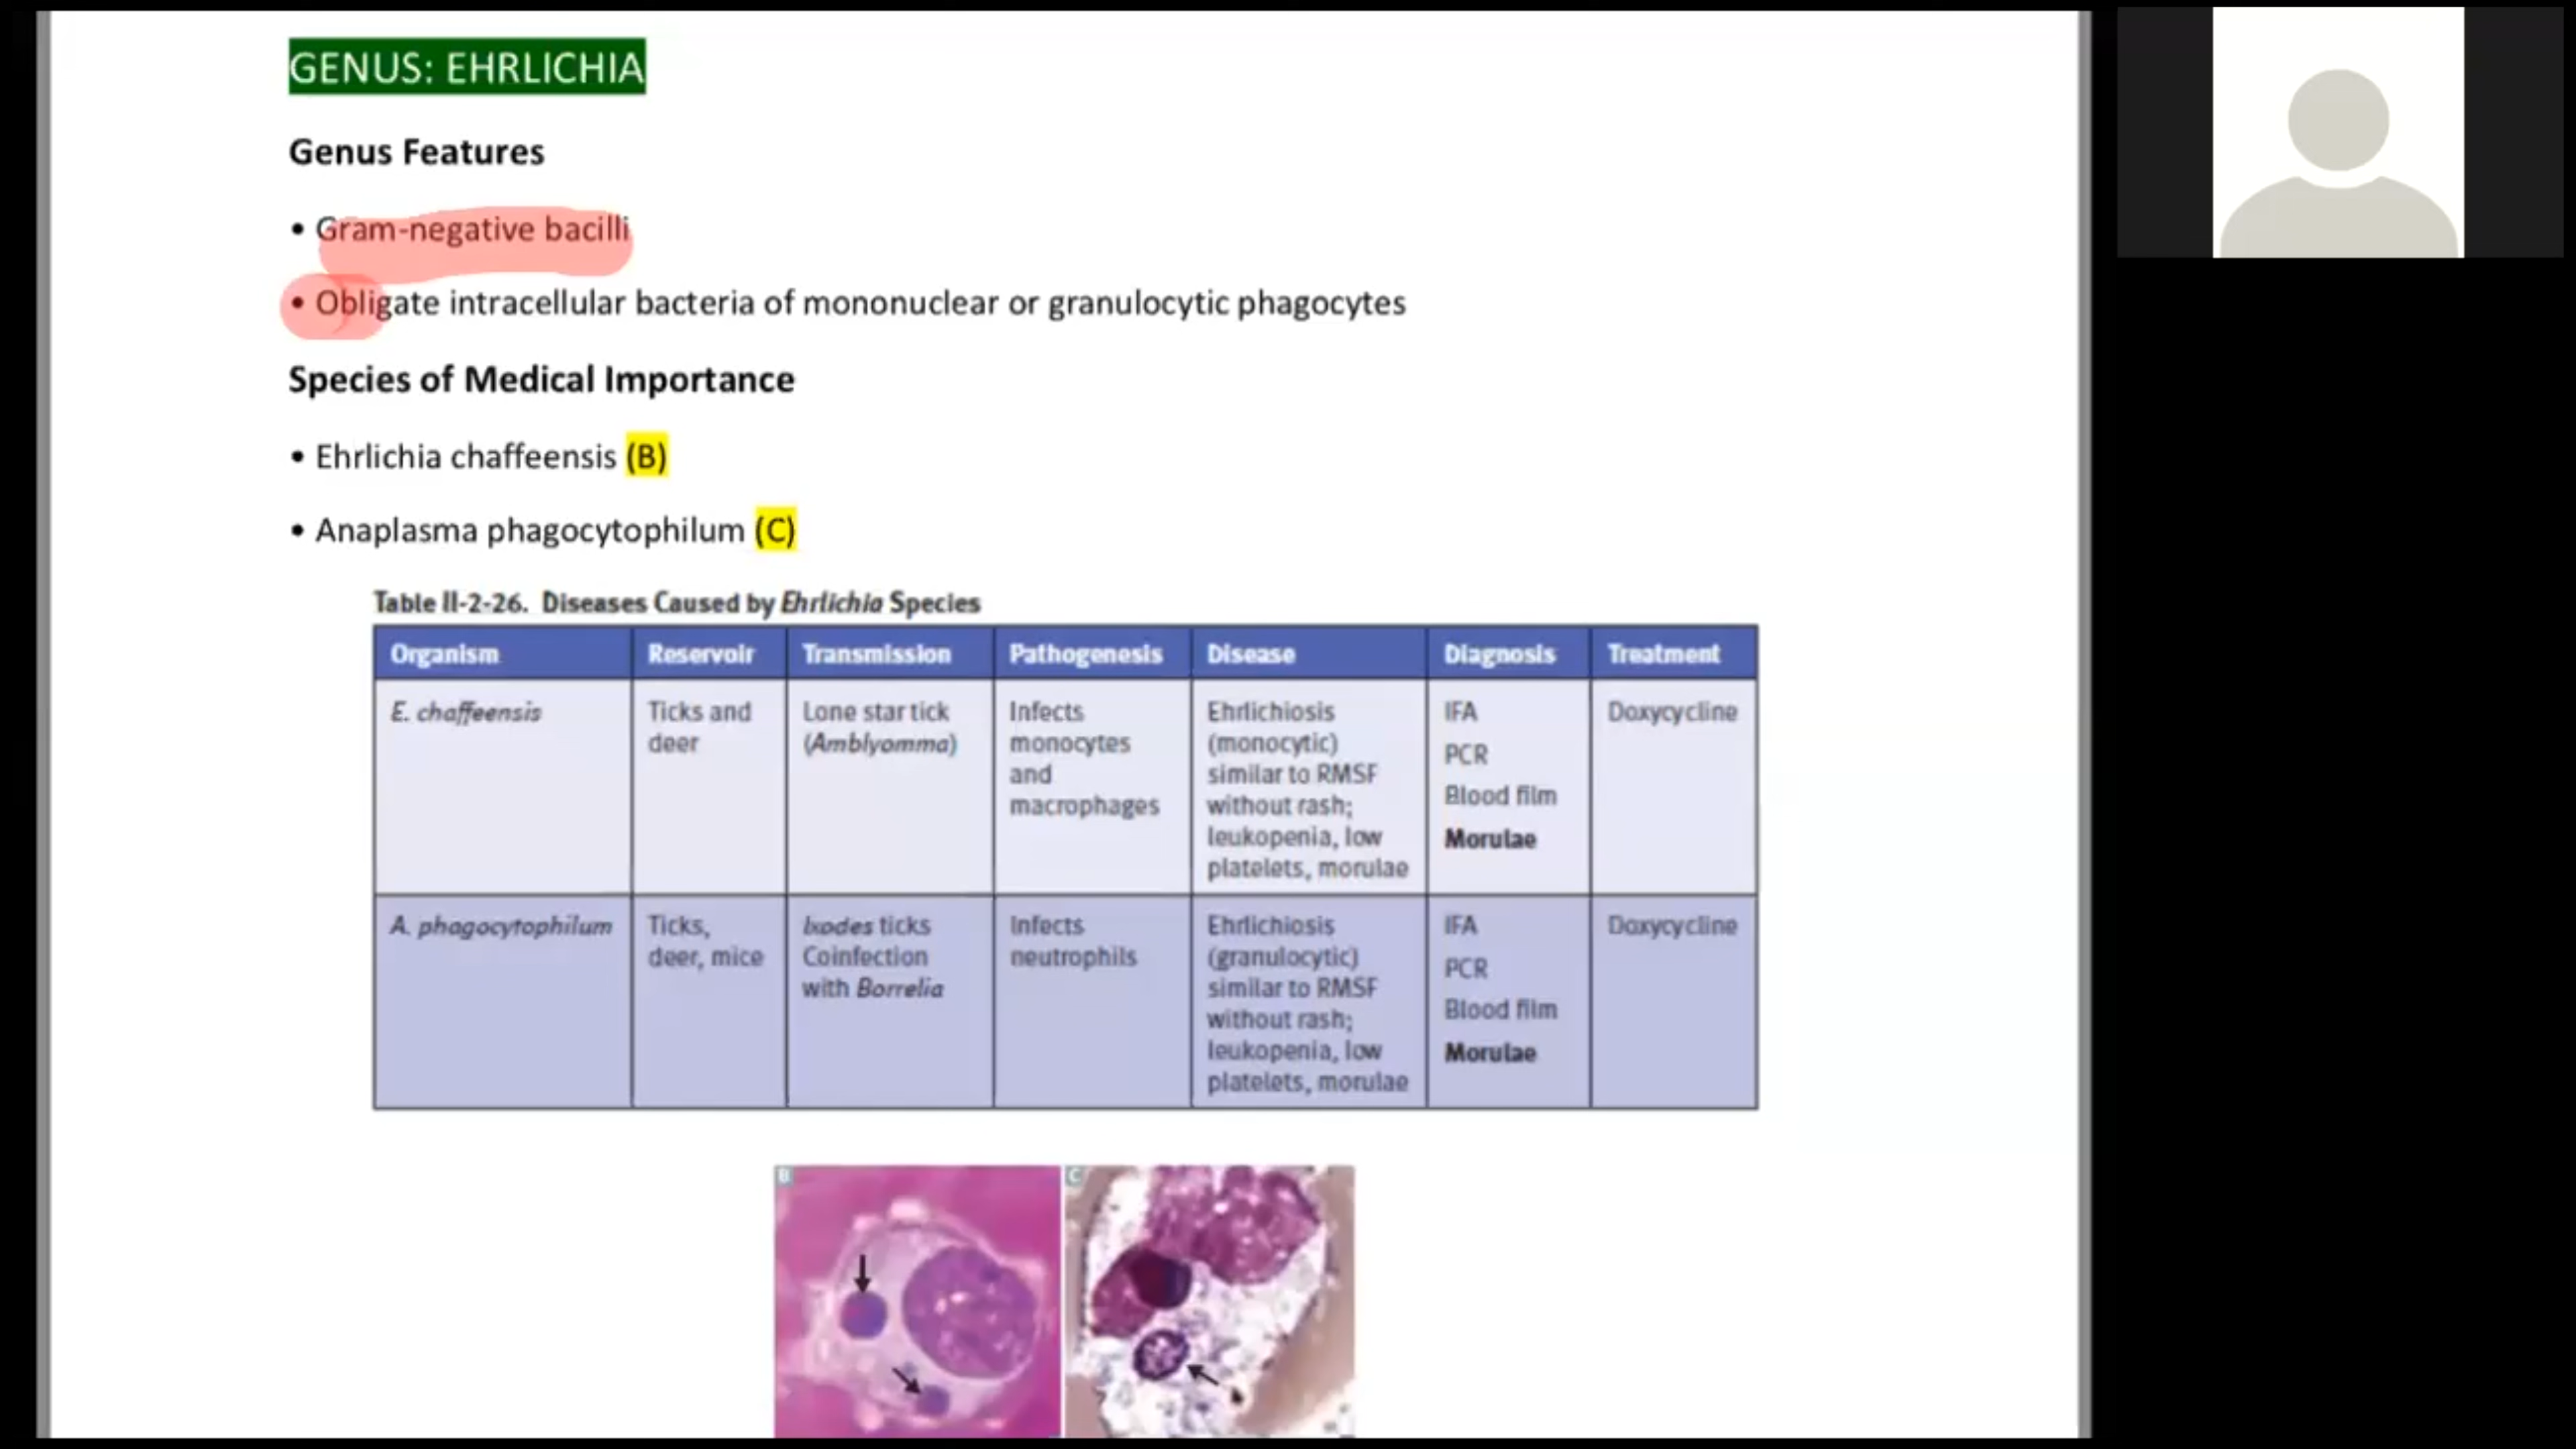 GENUS: EHRLICHIA
Genus Features
• Gram-negative bacilli
• Obligate intracellular bacteria of mononuclear or granulocytic phagocytes
Species of Medical Importance
• Ehrlichia chaffeensis (B)
• Anaplasma phagocytophilum (C)
Table II-2-26. Diseases Caused by Ehrlichia Species
Organism Reservoir Transmission Pathogenesis Disease Diagnosis Treatment
E. chaffeensis
Ticks and
deer
Lone star tick
(Amblyomma)
Infects
monocytes
and
macrophages
Ehrlichiosis
(monocytic)
similar to RMSF
without rash;
leukopenia, low
platelets, morulae
IFA
PCR
Blood film
Morulae
Doxycycline
A. phagocytophilum
Ticks,
deer, mice
Ixodes ticks
Coinfection
with Borrelia
Infects
neutrophils
Ehrlichiosis
(granulocytic)
similar to RMSF
without rash;
leukopenia, low
platelets, morulae
IFA
PCR
Blood film
Morulae
Doxycycline
B
C